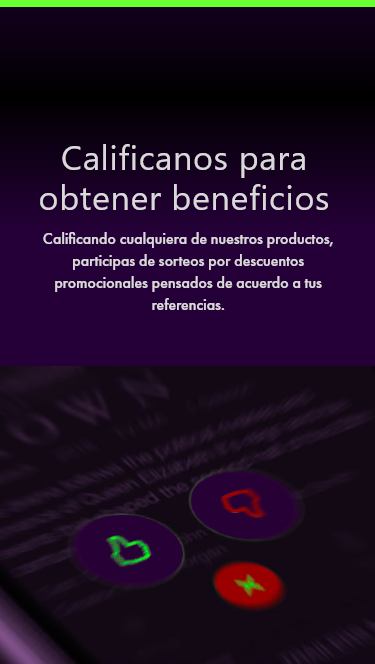 Calificanos para
obtener beneficios
Calificando cualquiera de nuestros productos,
participas de sorteos por descuentos
promocionales pensados de acuerdo a tus
referencias.